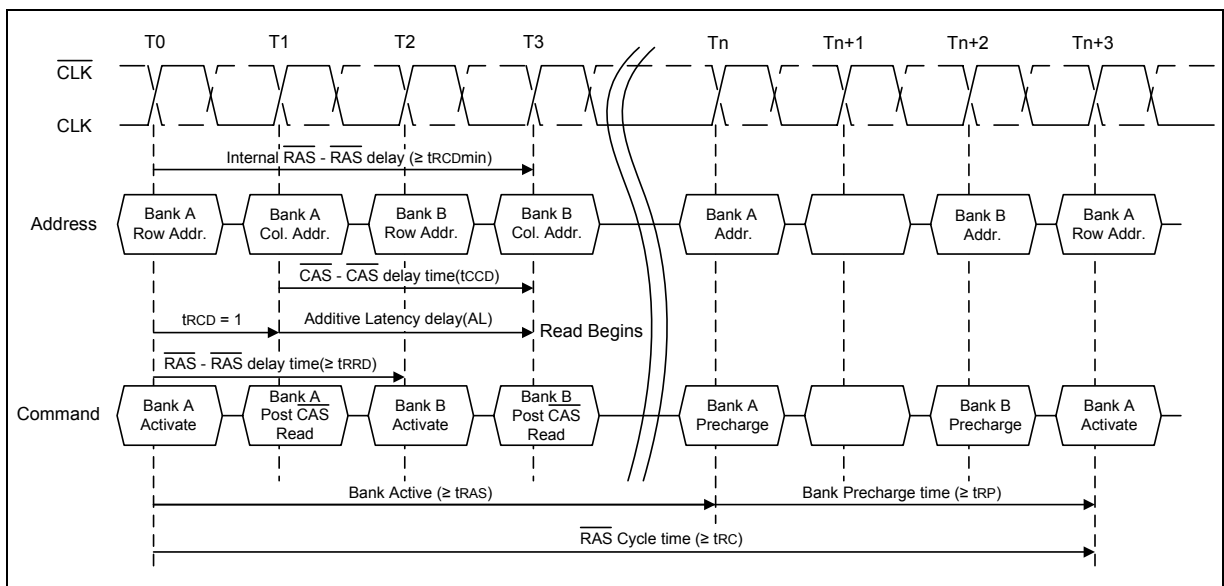 T0 T1 T2 T3 Tn Tn+1 Tn+2 Tn+3
CLK
CLK
Internal RAS - RAS delay (≥ tRCDmin)
Address
Bank A
Row Addr.
Bank A
Col. Addr.
Bank B
Row Addr.
Bank B
Col. Addr.
Bank A
Addr.
Bank B
Addr.
Bank A
Row Addr.
CAS - CAS delay time(tCCD)
tRCD = 1
Additive Latency delay(AL)
Read Begins
RAS - RAS delay time(≥ tRRD)
Command
Bank A
Activate
Bank A
Post CAS
Read
Bank B
Activate
Bank B
Post CAS
Read
Bank A
Precharge
Bank B
Precharge
Bank A
Activate
Bank Active (≥ tRAS)
Bank Precharge time (≥ tRP)
RAS Cycle time (≥ tRC)